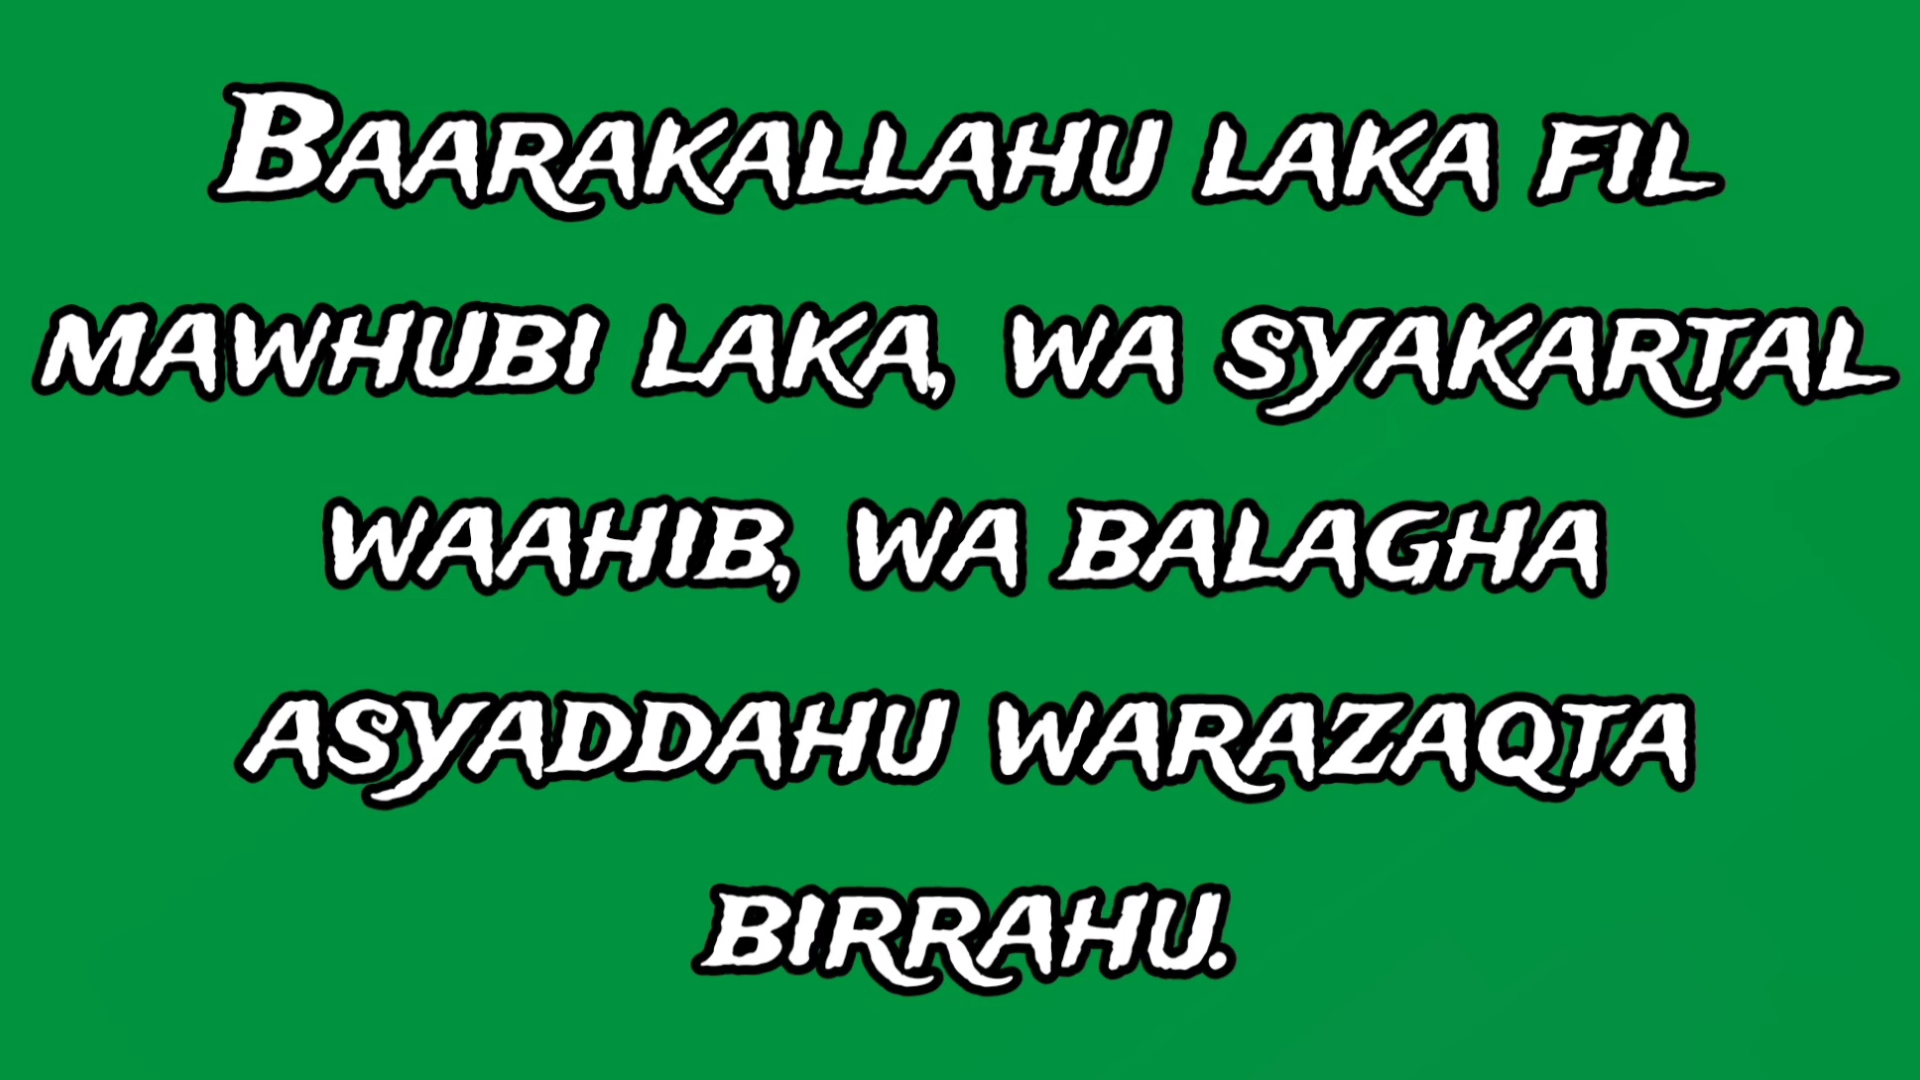 Baarakallahu laka fil
mawhubi laka, wa syakartal
waahib, wa balagha
asyaddahu warazaqta
birrahu.